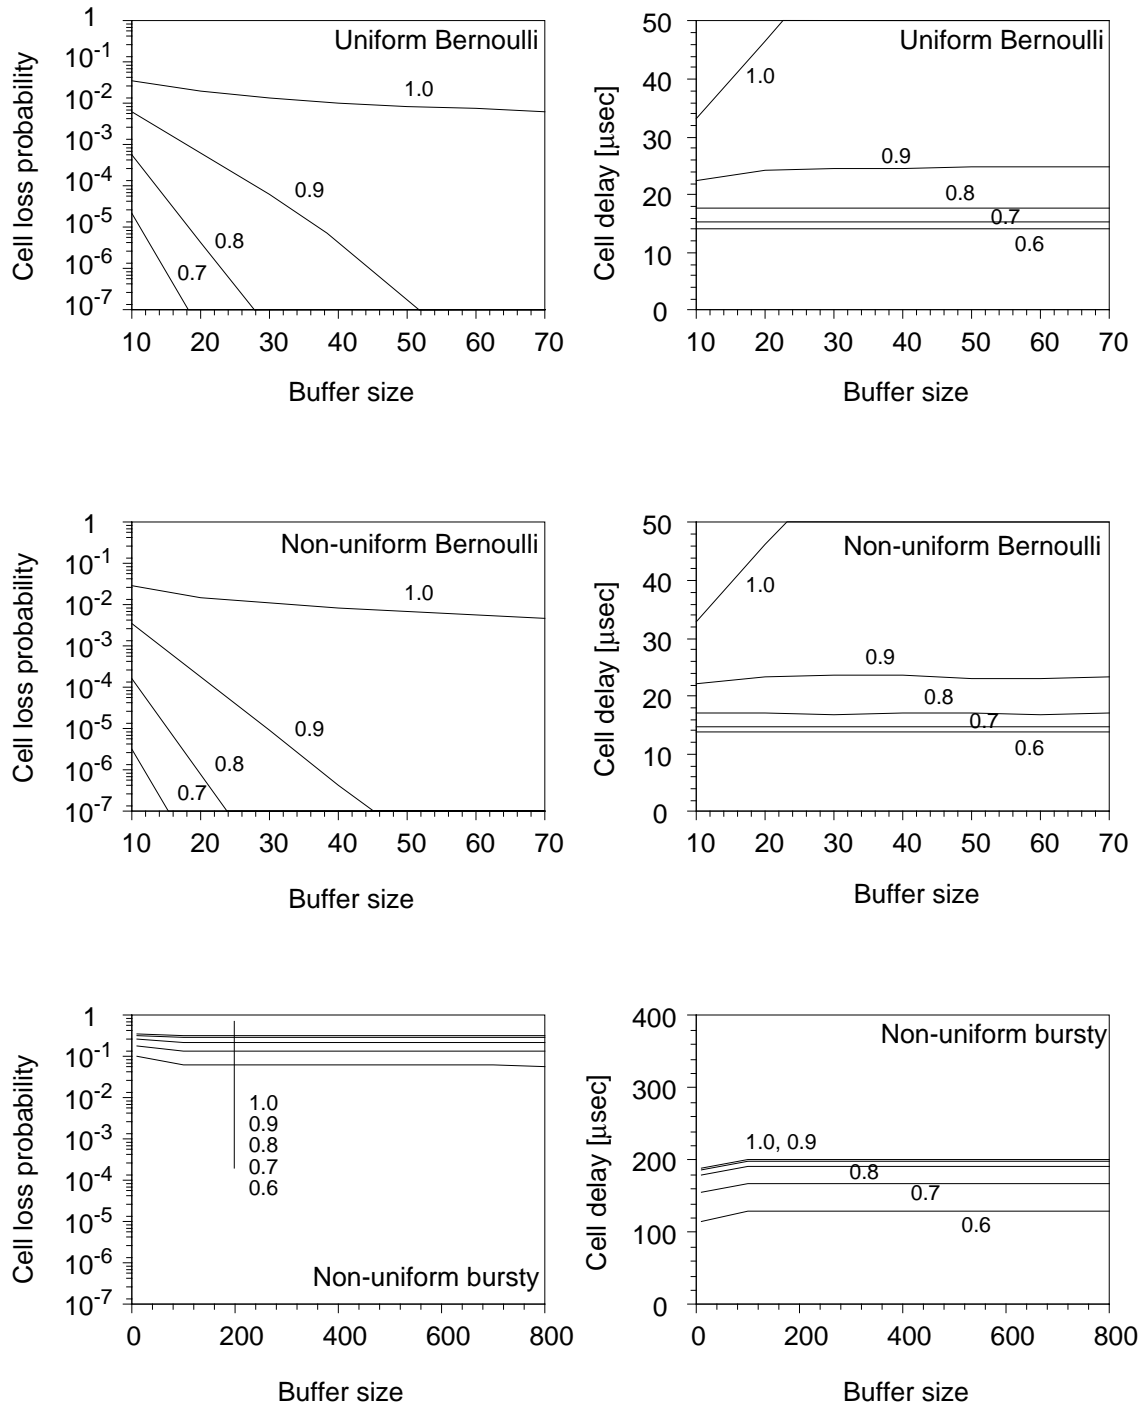 Uniform Bernoulli
Cell loss probability
1
10-1
10-2
10-3
10-4
10-5
10-6
10-7
1.0
0.9
0.8
0.7
10 20 30 40 50 60 70
Buffer size
Uniform Bernoulli
Cell delay [μsec]
50
40
30
20
10
0
1.0
0.9
0.8
0.7
0.6
10 20 30 40 50 60 70
Buffer size
Non-uniform Bernoulli
Cell loss probability
1
10-1
10-2
10-3
10-4
10-5
10-6
10-7
1.0
0.9
0.8
0.7
10 20 30 40 50 60 70
Buffer size
Non-uniform Bernoulli
Cell delay [μsec]
50
40
30
20
10
0
1.0
0.9
0.8
0.7
0.6
10 20 30 40 50 60 70
Buffer size
Cell loss probability
1
10-1
10-2
10-3
10-4
10-5
10-6
10-7
1.0
0.9
0.8
0.7
0.6
Non-uniform bursty
0 200 400 600 800
Buffer size
Non-uniform bursty
Cell delay [μsec]
400
300
200
100
0
1.0, 0.9
0.8
0.7
0.6
0 200 400 600 800
Buffer size